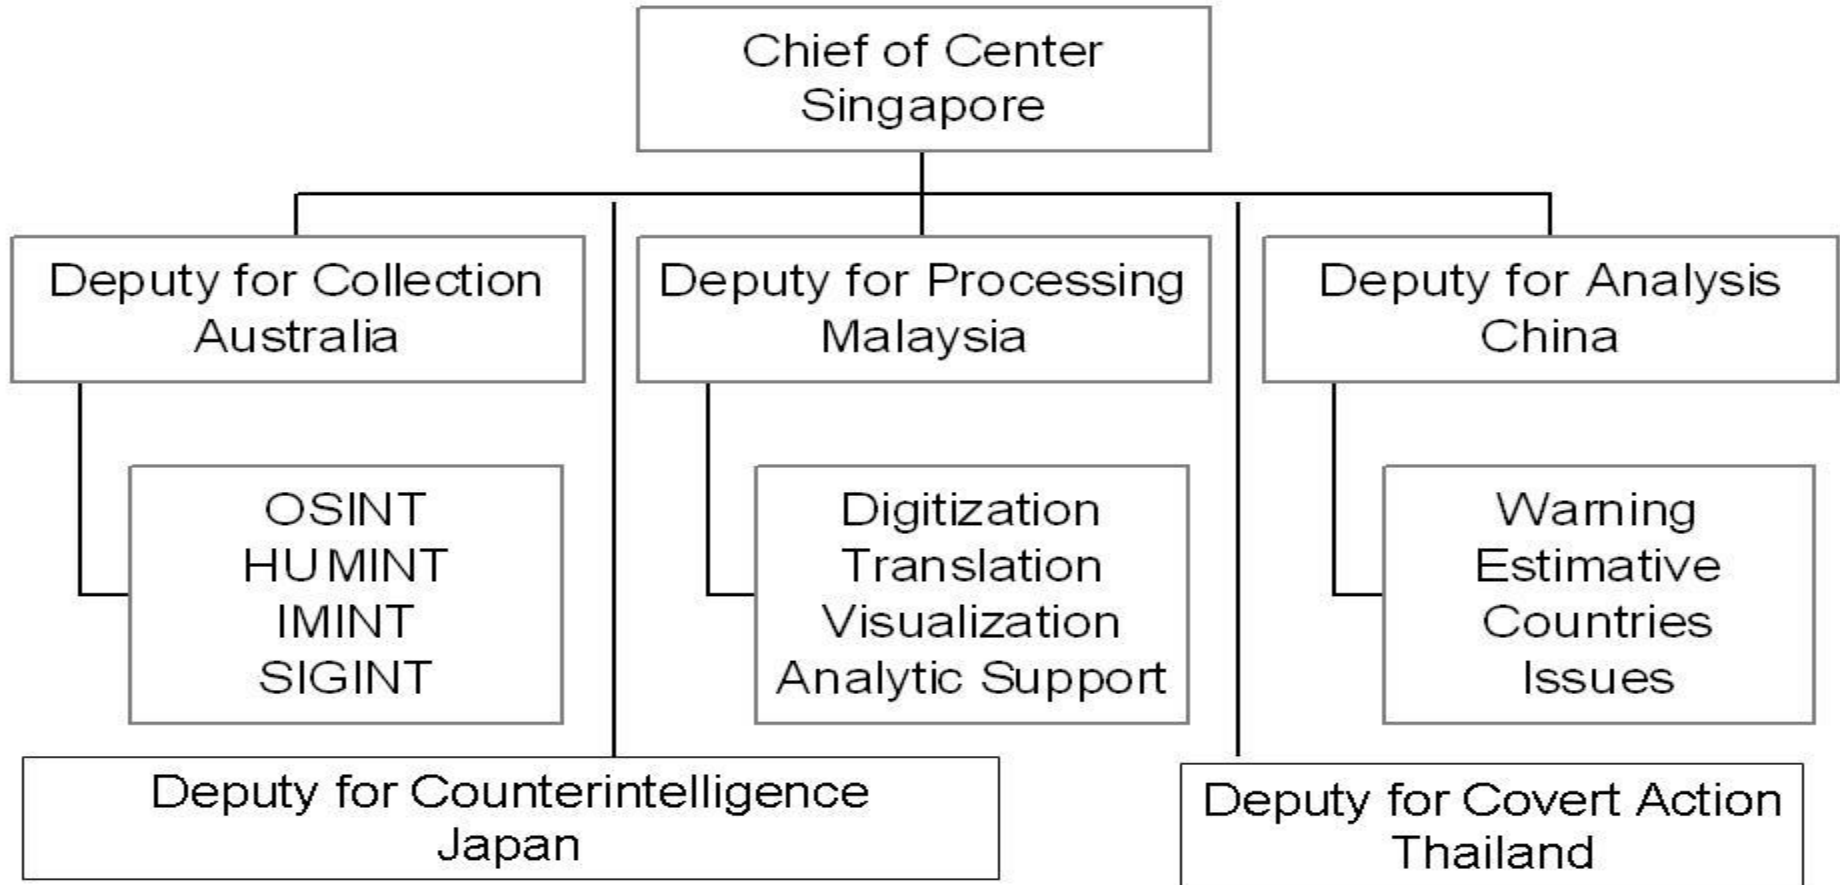 Chief of Center
Singapore
Deputy for Collection
Australia
Deputy for Processing
Malaysia
Deputy for Analysis
China
OSINT
HUMINT
IMINT
SIGINT
Digitization
Translation
Visualization
Analytic Support
Warning
Estimative
Countries
Issues
Deputy for Counterintelligence
Japan
Deputy for Covert Action
Thailand